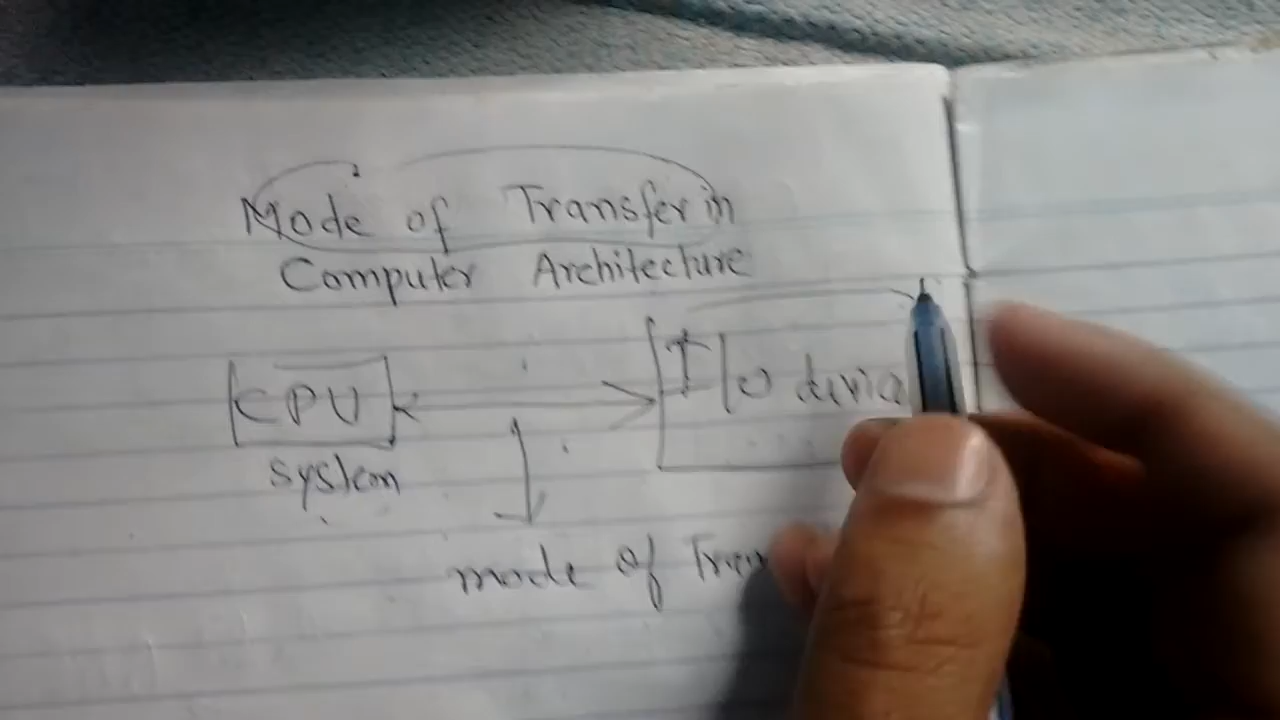 Mode of Transfer in
Computer Architecture
CPU
I/O
system
mode of